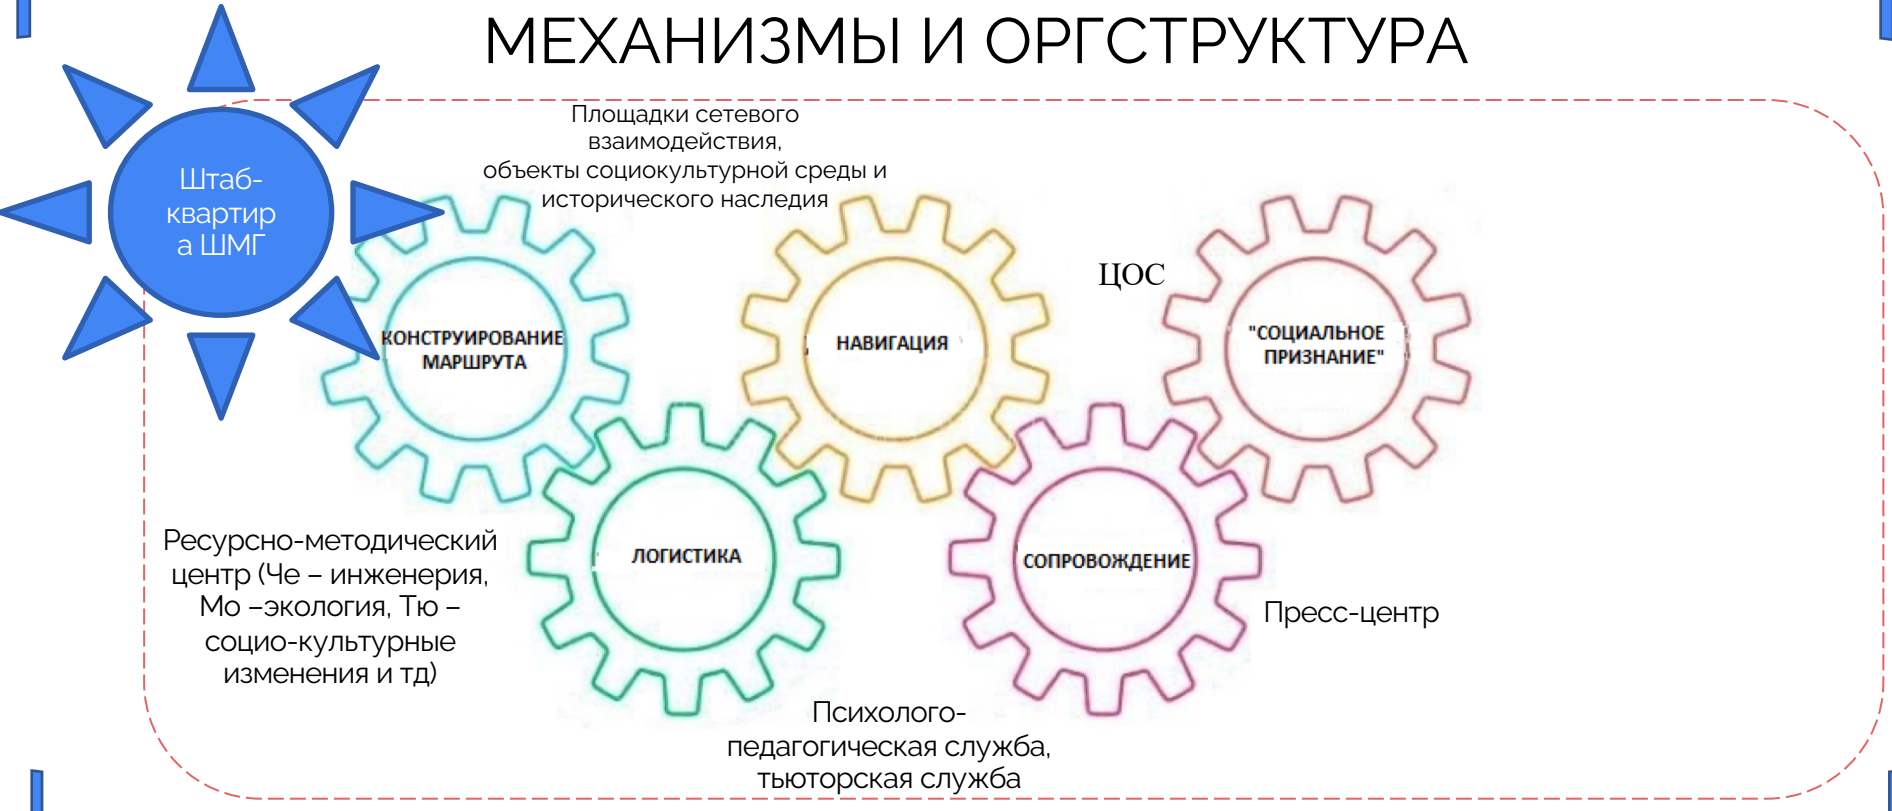 МЕХАНИЗМЫ И ОРГСТРУКТУРА
Площадки сетевого
взаимодействия,
объекты социокультурной среды и
исторического наследия
Штаб-
квартир
а ШМГ
ЦОС
КОНСТРУИРОВАНИЕ
МАРШРУТА
НАВИГАЦИЯ
"СОЦИАЛЬНОЕ
ПРИЗНАНИЕ"
ЛОГИСТИКА
СОПРОВОЖДЕНИЕ
Ресурсно-методический
центр (Че – инженерия,
Мо –экология, Тю –
социо-культурные
изменения и тд)
Пресс-центр
Психолого-
педагогическая служба,
тьюторская служба